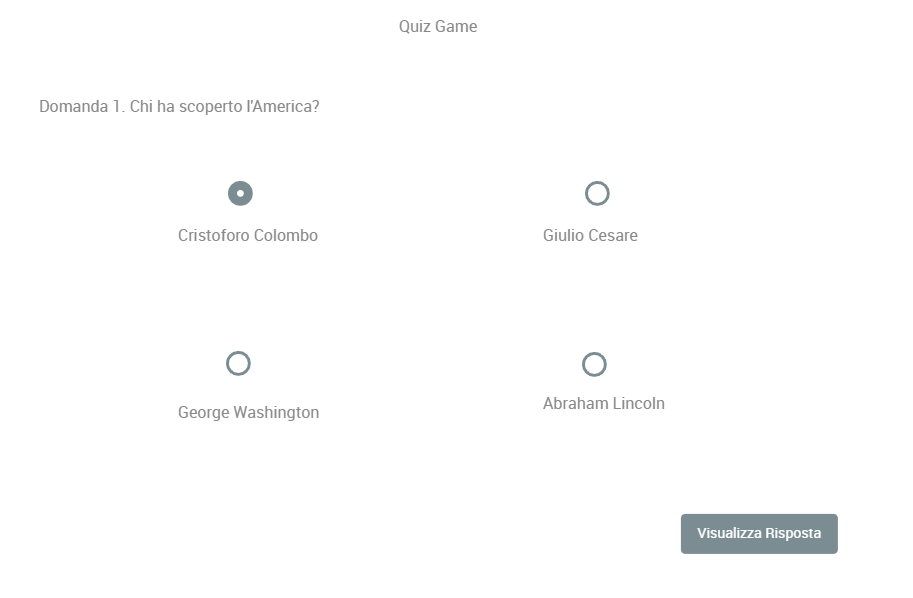 Quiz Game
Domanda 1. Chi ha scoperto l'America?
Cristoforo Colombo
Giulio Cesare
George Washington
Abraham Lincoln
Visualizza Risposta